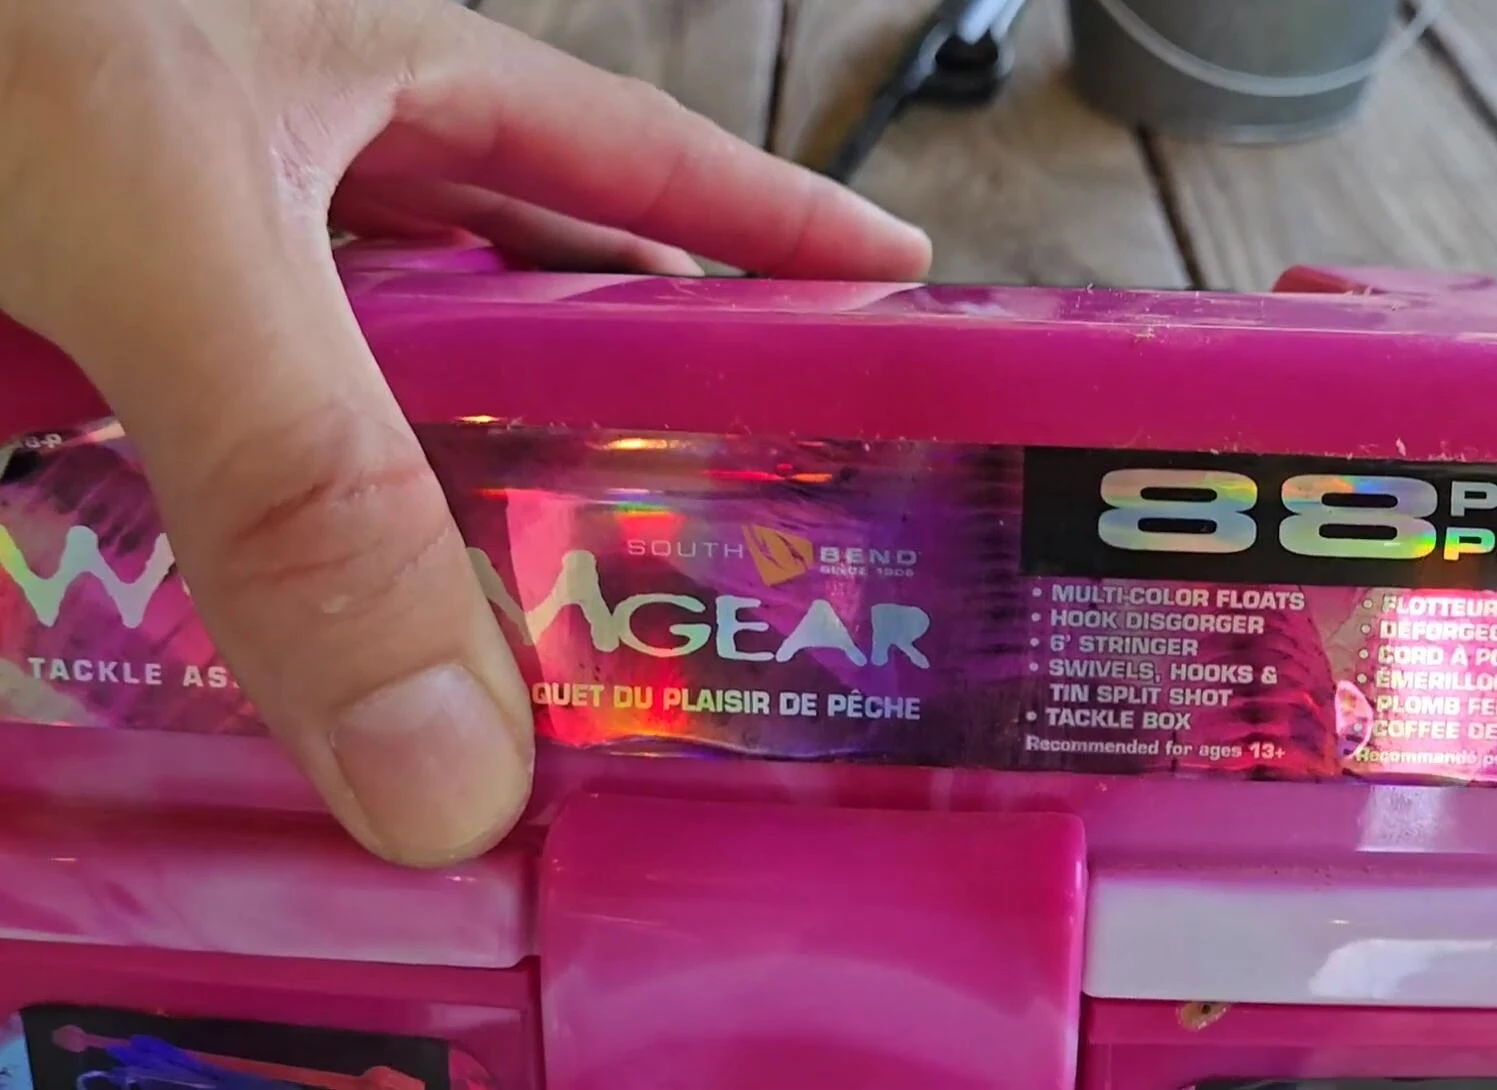 SOUTH BEND
SINCE 1906
GEAR
TACKLE
QUET DU PLAISIR DE PÊCHE
88
• MULTI-COLOR FLOATS
• HOOK DISGORGER
• 6' STRINGER
• SWIVELS, HOOKS &
TIN SPLIT SHOT
• TACKLE BOX
Recommended for ages 13+
• FLOTTEUR
• DÉFORGEO
• CORD À PO
• ÉMERILLO
PLOMB FE
• COFFEE DE
Recommandé